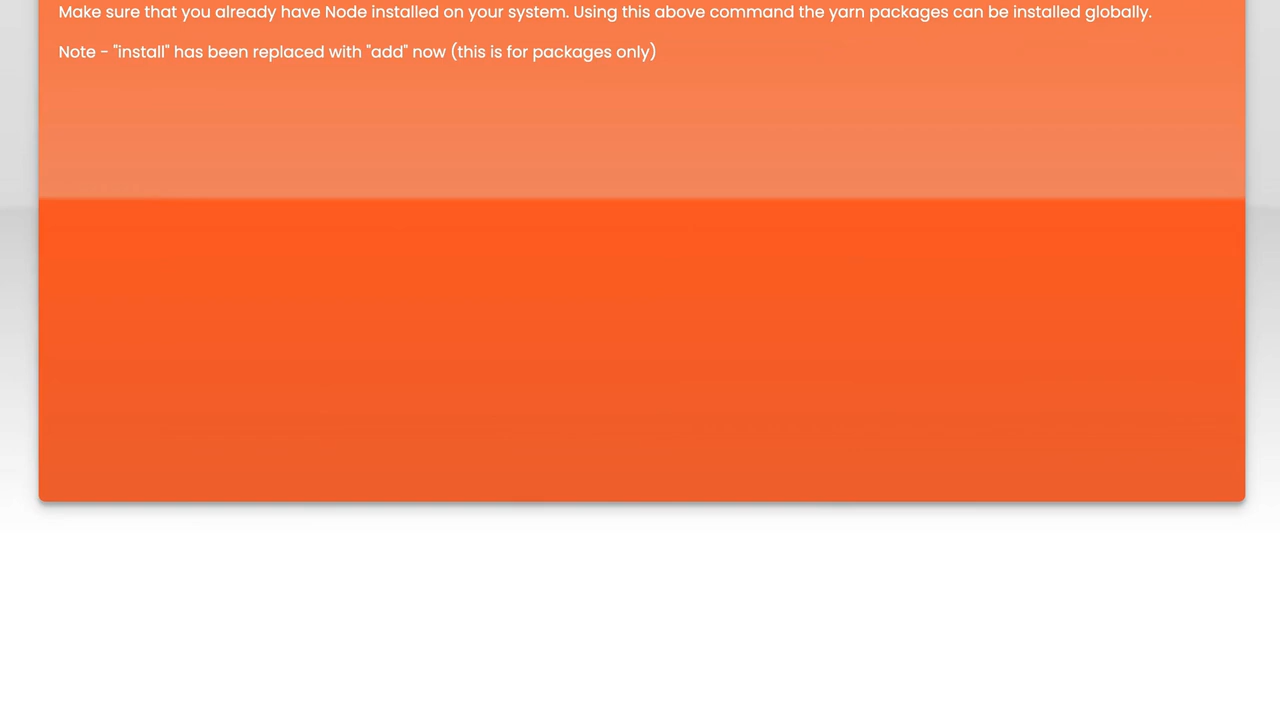 Make sure that you already have Node installed on your system. Using this above command the yarn packages can be installed globally.
Note - "install" has been replaced with "add" now (this is for packages only)